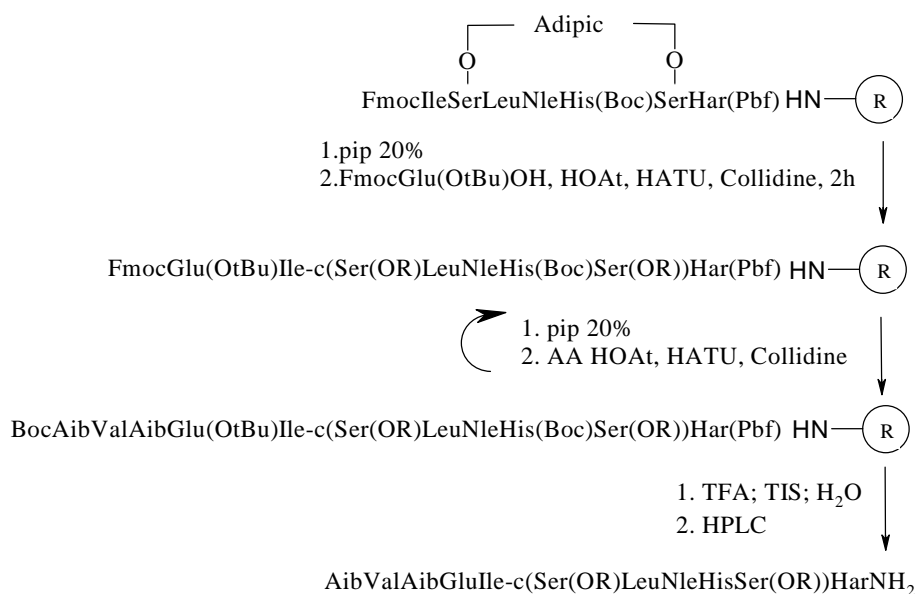 Adipic
O O
FmocIleSerLeuNleHis(Boc)SerHar(Pbf) HN R
1.pip 20%
2.FmocGlu(OtBu)OH, HOAt, HATU, Collidine, 2h
FmocGlu(OtBu)Ile-c(Ser(OR)LeuNleHis(Boc)Ser(OR))Har(Pbf) HN R
1. pip 20%
2. AA HOAt, HATU, Collidine
BocAibValAibGlu(OtBu)Ile-c(Ser(OR)LeuNleHis(Boc)Ser(OR))Har(Pbf) HN R
1. TFA; TIS; H₂O
2. HPLC
AibValAibGluIle-c(Ser(OR)LeuNleHisSer(OR))HarNH₂